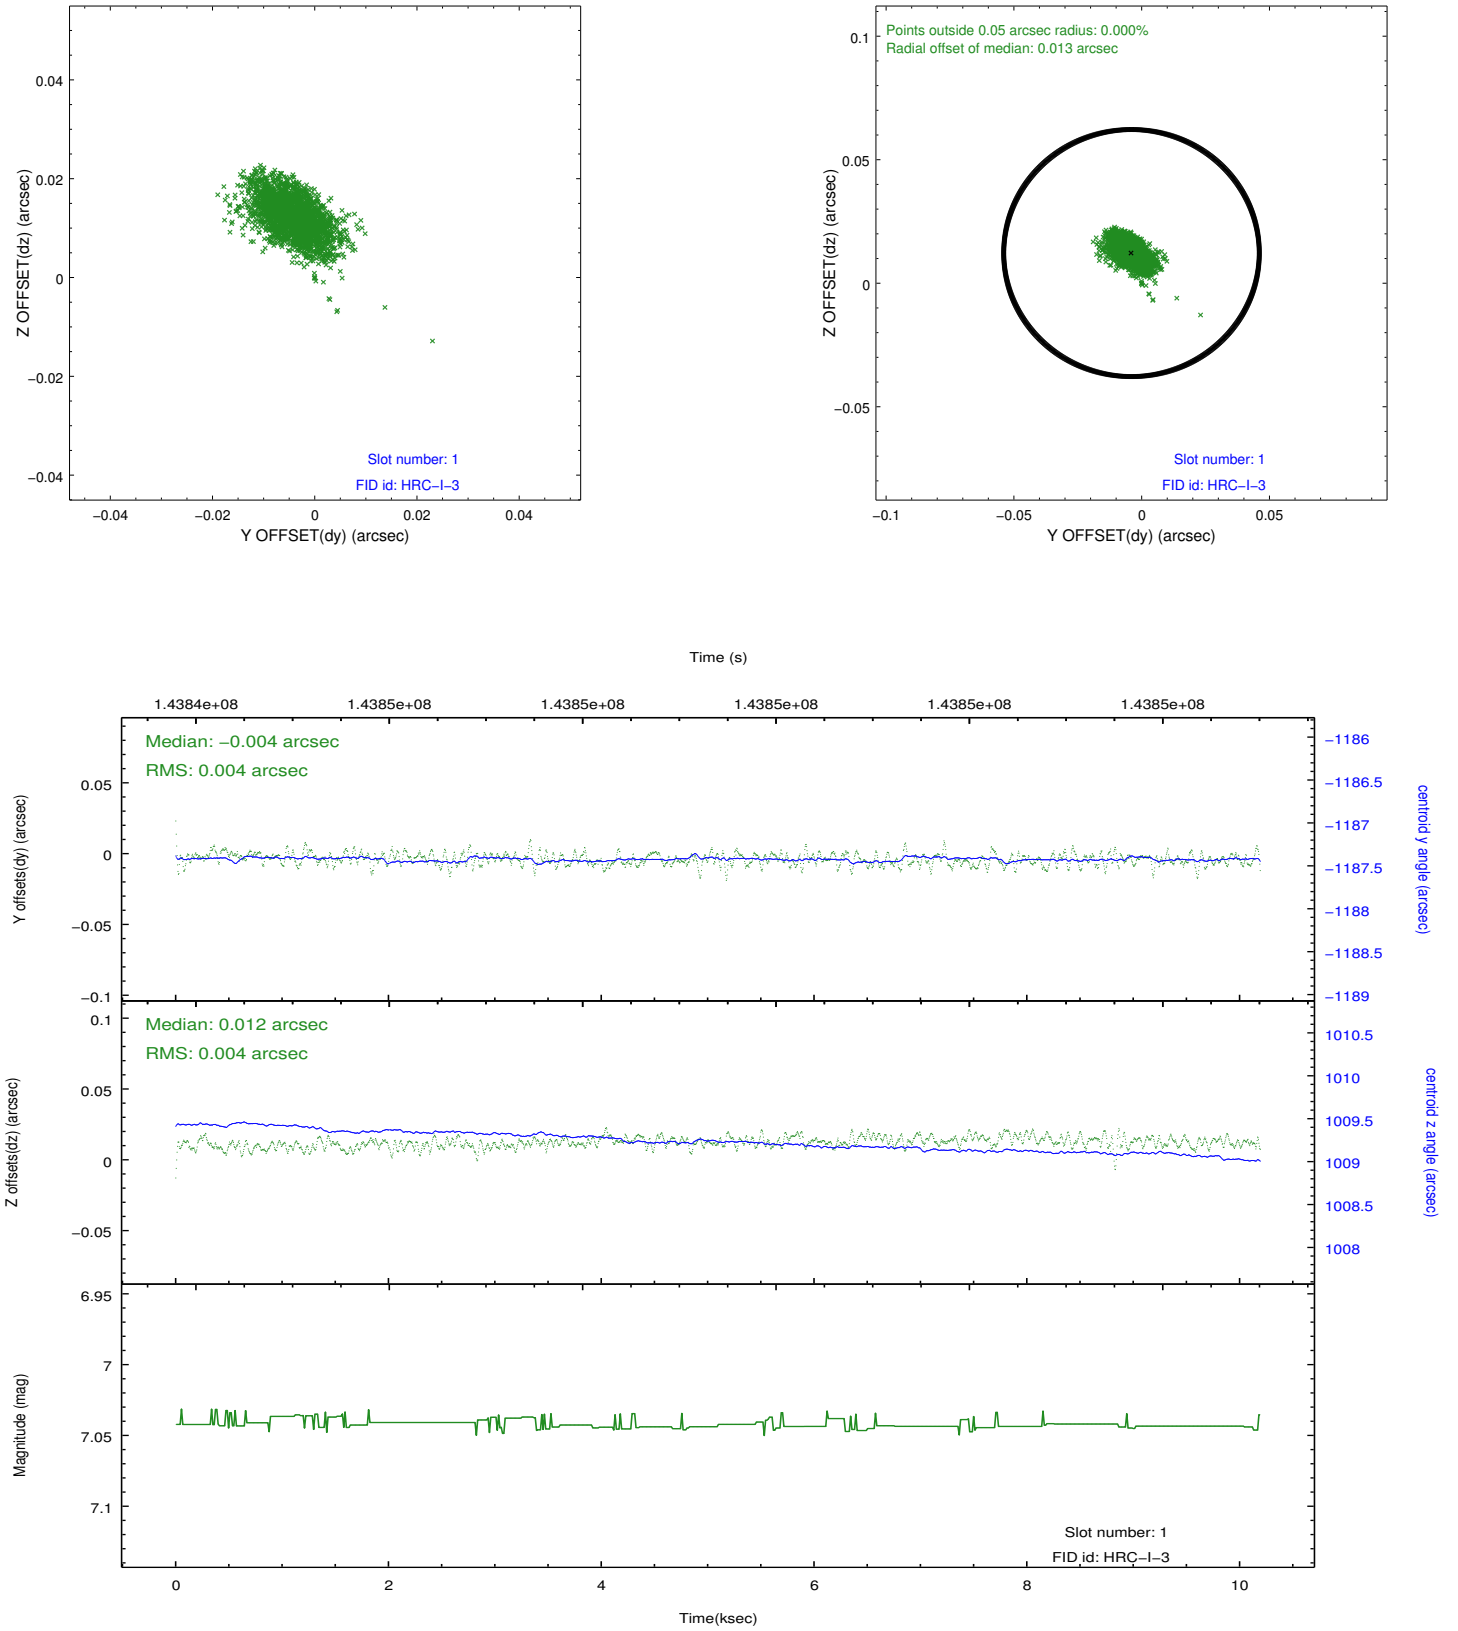 0.04
0.02
0
−0.02
−0.04
Z OFFSET(dz) (arcsec)
Slot number: 1
FID id: HRC−I−3
−0.04
−0.02
0
0.02
0.04
Y OFFSET(dy) (arcsec)
Points outside 0.05 arcsec radius: 0.000%
Radial offset of median: 0.013 arcsec
0.1
0.05
0
−0.05
Z OFFSET(dz) (arcsec)
Slot number: 1
FID id: HRC−I−3
−0.1
−0.05
0
0.05
Y OFFSET(dy) (arcsec)
Time (s)
1.4384e+08
1.4385e+08
1.4385e+08
1.4385e+08
1.4385e+08
1.4385e+08
Median: −0.004 arcsec
RMS: 0.004 arcsec
0.05
0
−0.05
−0.1
Y offsets(dy) (arcsec)
−1186
−1186.5
−1187
−1187.5
−1188
−1188.5
−1189
centroid y angle (arcsec)
Median: 0.012 arcsec
RMS: 0.004 arcsec
0.1
0.05
0
−0.05
Z offsets(dz) (arcsec)
1010.5
1010
1009.5
1009
1008.5
1008
centroid z angle (arcsec)
6.95
7
7.05
7.1
Magnitude (mag)
Slot number: 1
FID id: HRC−I−3
0
2
4
6
8
10
Time(ksec)